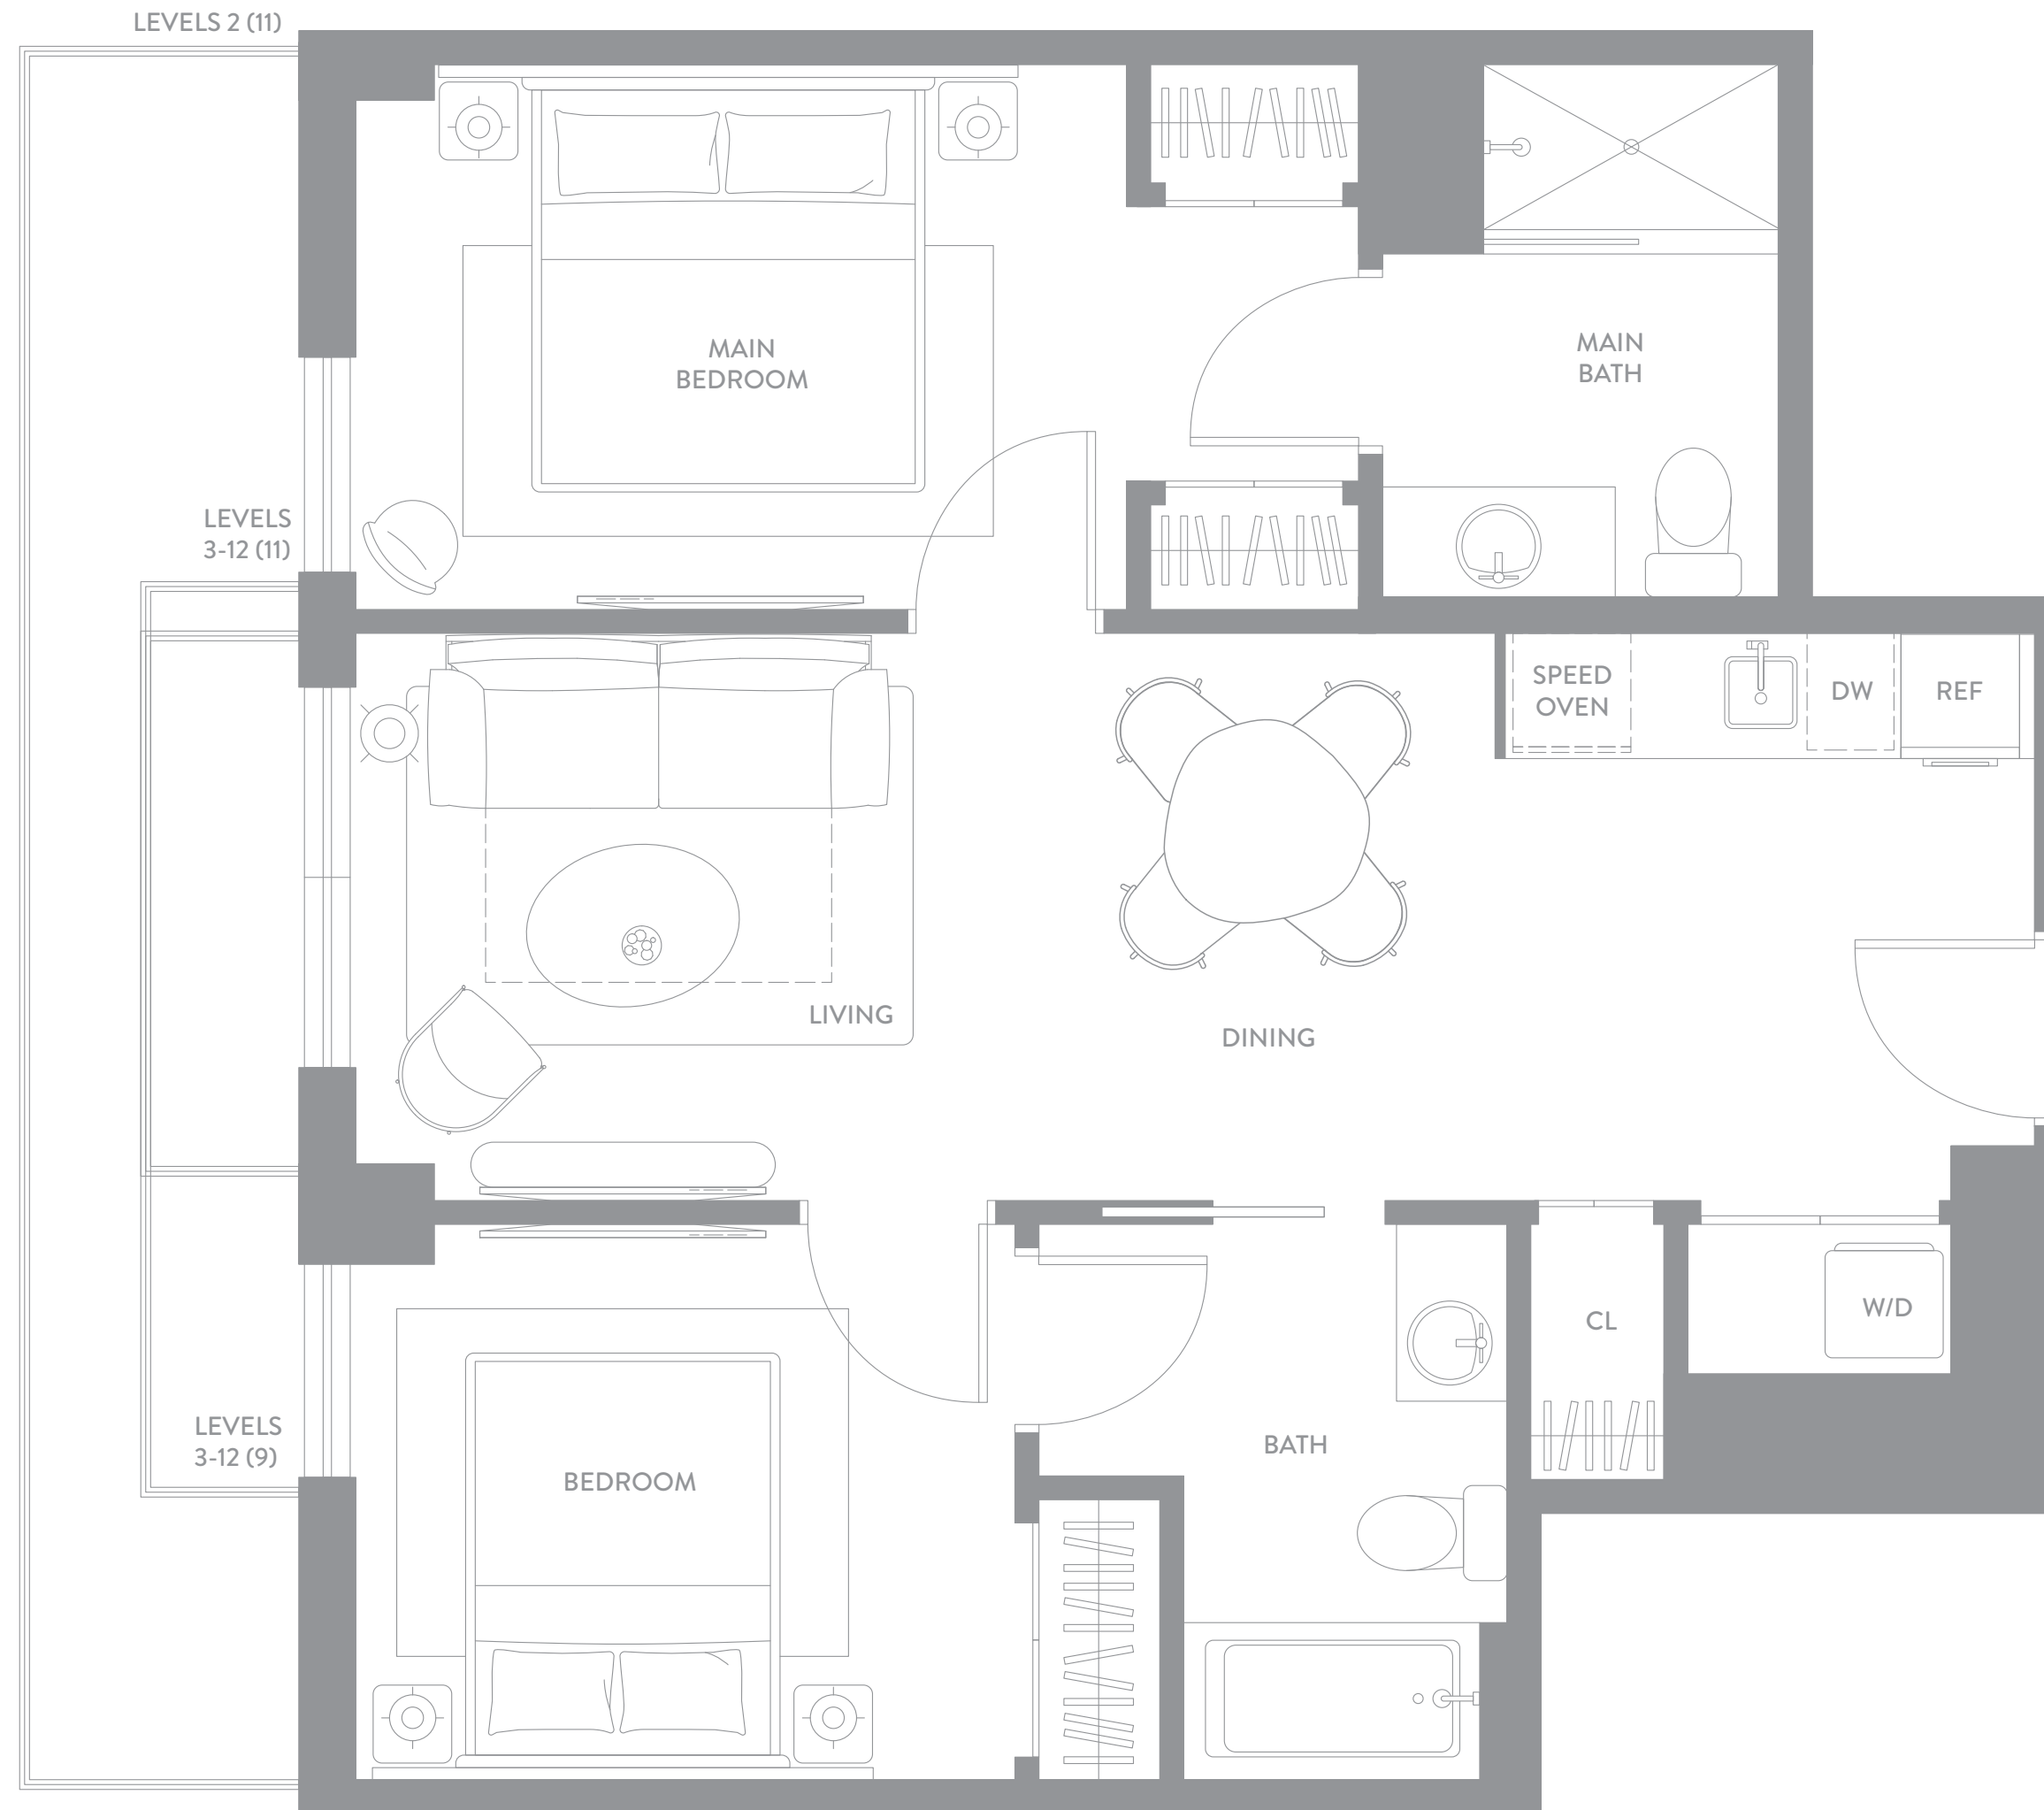 LEVELS 2 (11)
MAIN
BEDROOM
MAIN
BATH
LEVELS
3-12 (11)
SPEED
OVEN
DW
REF
LIVING
DINING
W/D
CL
LEVELS
3-12 (9)
BATH
BEDROOM